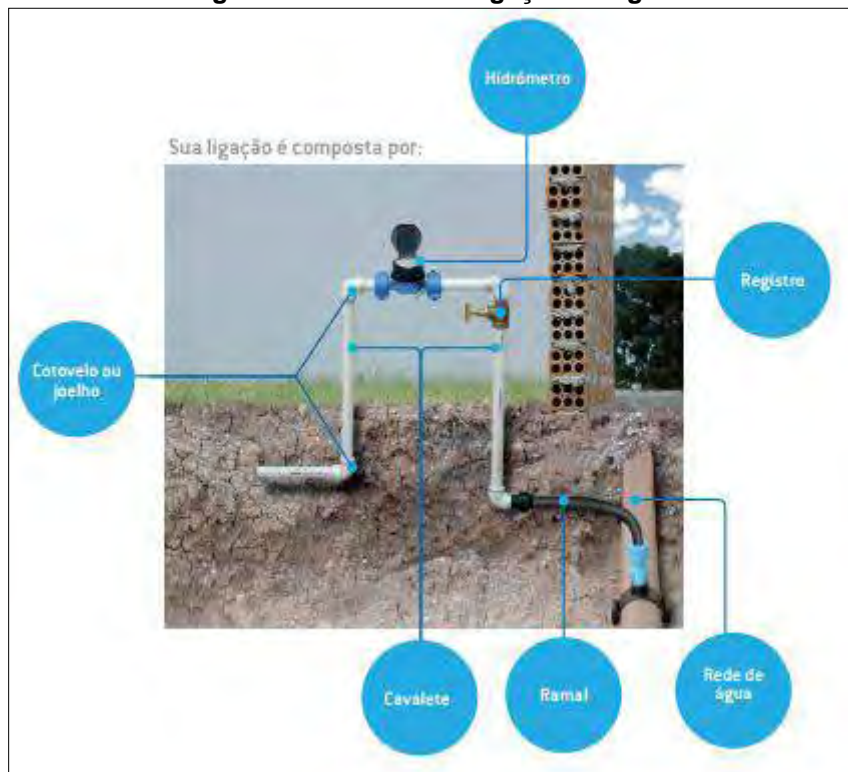 Sua ligação é composta por:
Hidrômetro
Registro
Cotovelo ou
joelho
Cavalete
Ramal
Rede de
água